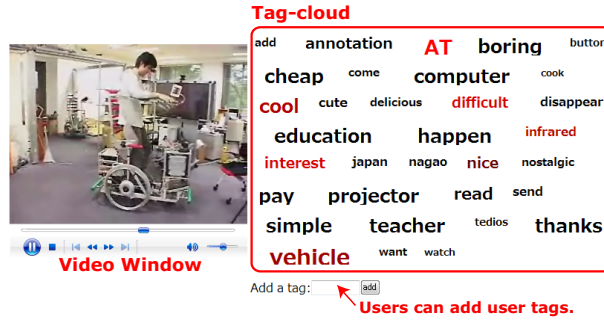 Tag-cloud
add annotation AT boring button
cheap come computer cook
cool cute delicious difficult disappear
education happen infrared
interest japan nagao nice nostalgic
pay projector read send
simple teacher tedios thanks
vehicle want watch
Video Window
Add a tag: add
Users can add user tags.